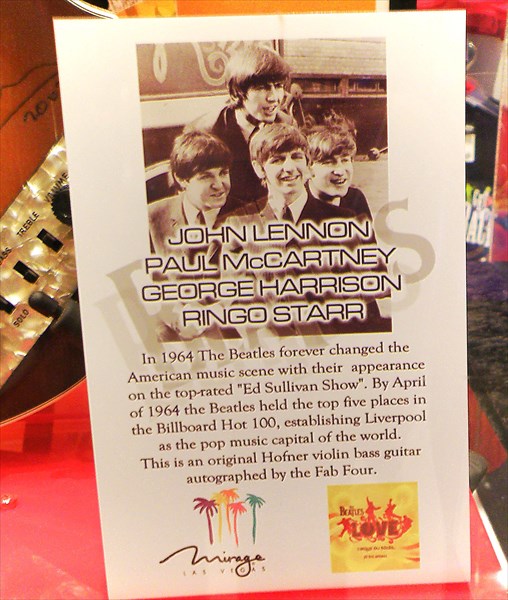 JOHN LENNON
PAUL McCARTNEY
GEORGE HARRISON
RINGO STARR
In 1964 The Beatles forever changed the
American music scene with their appearance
on the top-rated "Ed Sullivan Show". By April
of 1964 the Beatles held the top five places in
the Billboard Hot 100, establishing Liverpool
as the pop music capital of the world.
This is an original Hofner violin bass guitar
autographed by the Fab Four.
Mirage
LAS VEGAS
BEATLES
LOVE
CIRQUE DU SOLEIL
TREBLE
SOLO